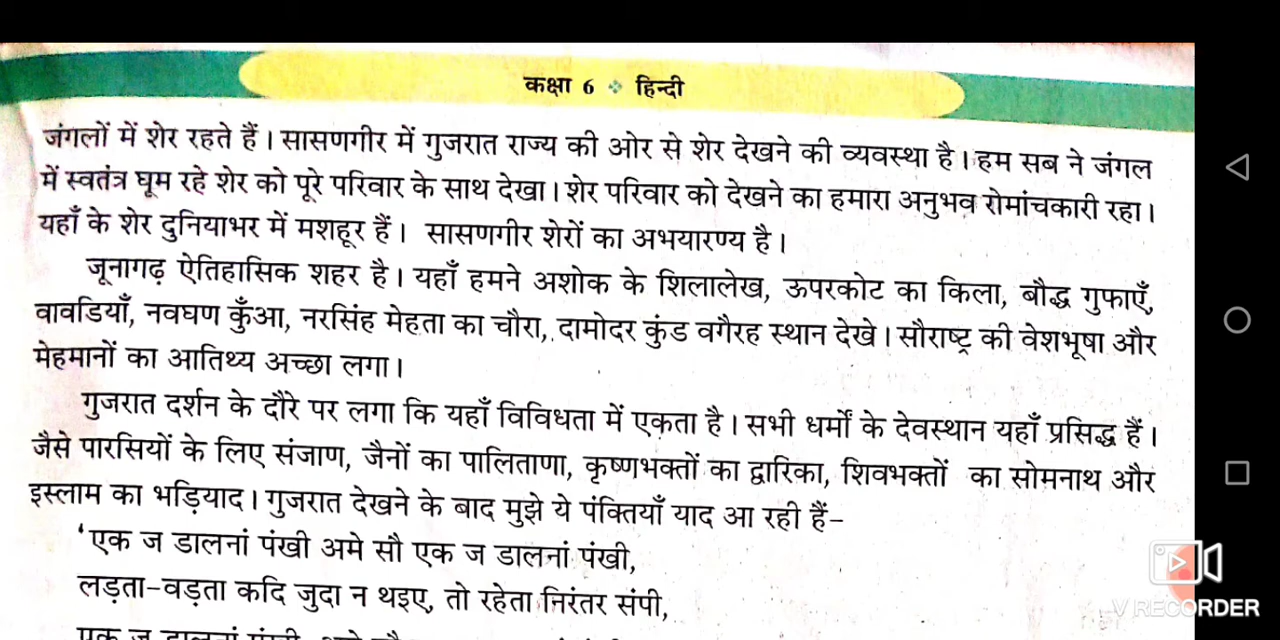 कक्षा 6 ❖ हिन्दी
जंगलों में शेर रहते हैं। सासणगीर में गुजरात राज्य की ओर से शेर देखने की व्यवस्था है। हम सब ने जंगल
में स्वतंत्र घूम रहे शेर को पूरे परिवार के साथ देखा। शेर परिवार को देखने का हमारा अनुभव रोमांचकारी रहा।
यहाँ के शेर दुनियाभर में मशहूर हैं। सासणगीर शेरों का अभयारण्य है।
जूनागढ़ ऐतिहासिक शहर है। यहाँ हमने अशोक के शिलालेख, ऊपरकोट का किला, बौद्ध गुफाएँ,
वावडियाँ, नवघण कुँआ, नरसिंह मेहता का चौरा, दामोदर कुंड वगैरह स्थान देखे। सौराष्ट्र की वेशभूषा और
मेहमानों का आतिथ्य अच्छा लगा।
गुजरात दर्शन के दौरे पर लगा कि यहाँ विविधता में एकता है। सभी धर्मों के देवस्थान यहाँ प्रसिद्ध हैं।
जैसे पारसियों के लिए संजाण, जैनों का पालिताणा, कृष्णभक्तों का द्वारिका, शिवभक्तों का सोमनाथ और
इस्लाम का भड़ियाद। गुजरात देखने के बाद मुझे ये पंक्तियाँ याद आ रही हैं–
‘एक ज डालनां पंखी अमे सौ एक ज डालनां पंखी,
लड़ता-वड़ता कदि जुदा न थइए, तो रहेता निरंतर संपी,
V RECORDER